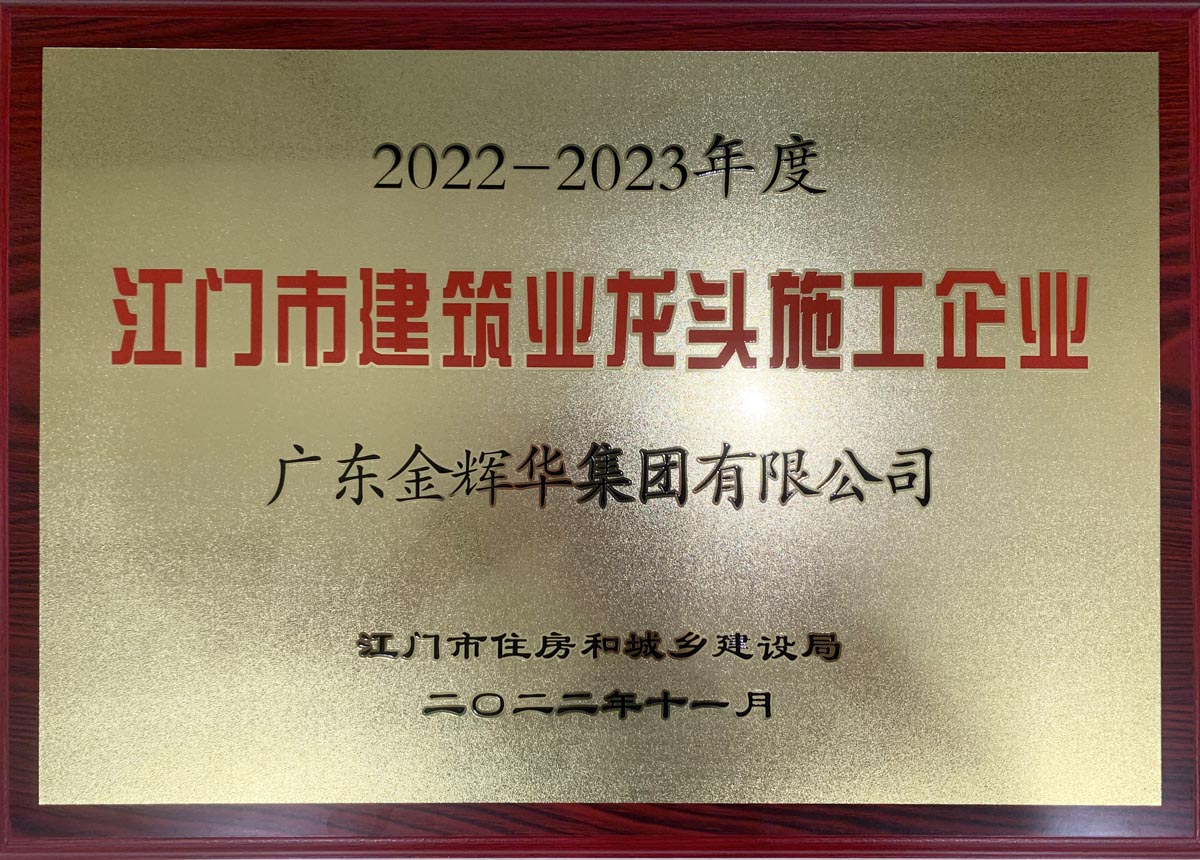 2022-2023年度
江门市建筑业龙头施工企业
广东金辉华集团有限公司
江门市住房和城乡建设局
二〇二二年十一月